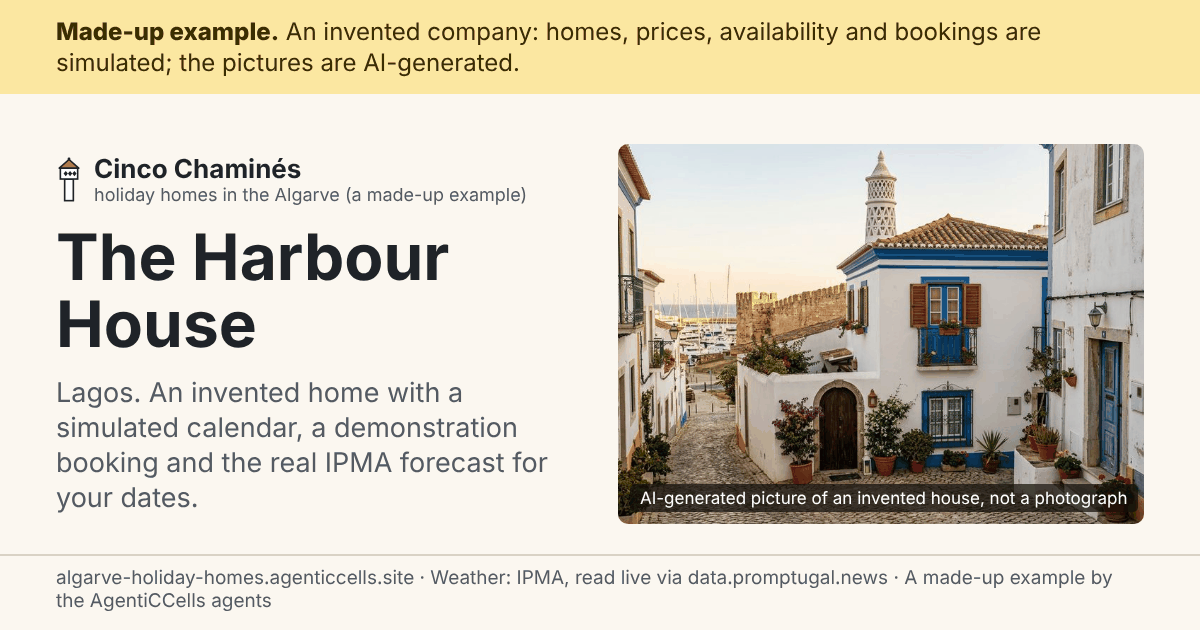 Made-up example. An invented company: homes, prices, availability and bookings are
simulated; the pictures are AI-generated.
Cinco Chaminés
holiday homes in the Algarve (a made-up example)
The Harbour
House
Lagos. An invented home with a
simulated calendar, a demonstration
booking and the real IPMA forecast for
your dates.
AI-generated picture of an invented house, not a photograph
algarve-holiday-homes.agenticcells.site · Weather: IPMA, read live via data.promptugal.news · A made-up example by
the AgentiCCells agents